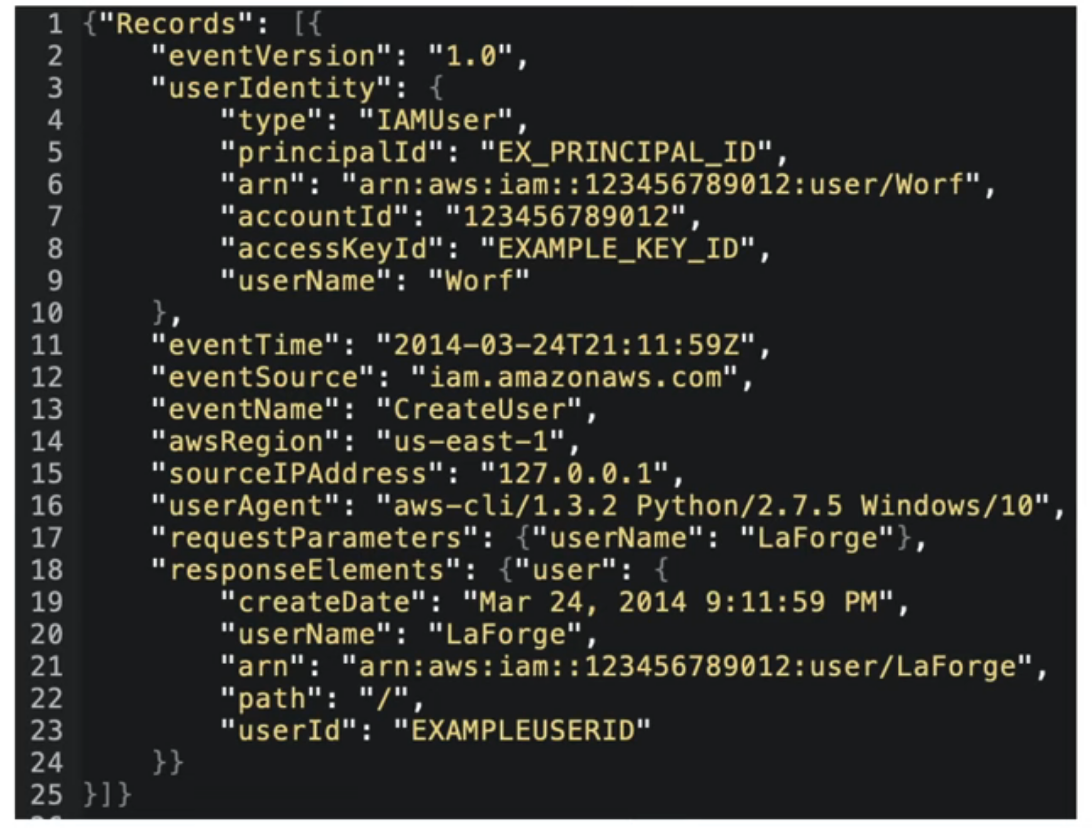 1 {"Records": [{
2     "eventVersion": "1.0",
3     "userIdentity": {
4         "type": "IAMUser",
5         "principalId": "EX_PRINCIPAL_ID",
6         "arn": "arn:aws:iam::123456789012:user/Worf",
7         "accountId": "123456789012",
8         "accessKeyId": "EXAMPLE_KEY_ID",
9         "userName": "Worf"
10     },
11     "eventTime": "2014-03-24T21:11:59Z",
12     "eventSource": "iam.amazonaws.com",
13     "eventName": "CreateUser",
14     "awsRegion": "us-east-1",
15     "sourceIPAddress": "127.0.0.1",
16     "userAgent": "aws-cli/1.3.2 Python/2.7.5 Windows/10",
17     "requestParameters": {"userName": "LaForge"},
18     "responseElements": {"user": {
19         "createDate": "Mar 24, 2014 9:11:59 PM",
20         "userName": "LaForge",
21         "arn": "arn:aws:iam::123456789012:user/LaForge",
22         "path": "/",
23         "userId": "EXAMPLEUSERID"
24     }}
25 }]}